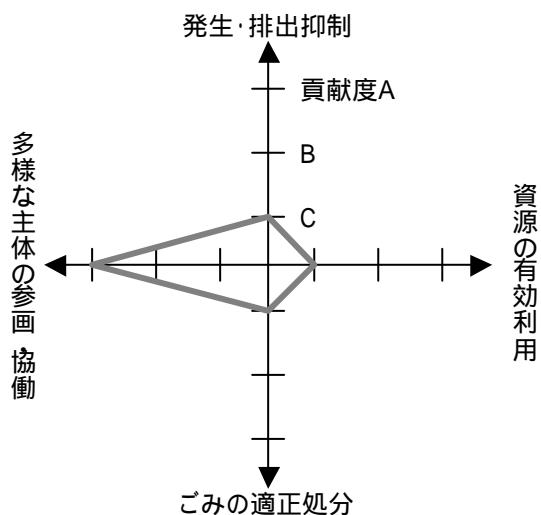 発生・排出抑制
貢献度A
B
C
多様な主体の参画・協働
資源の有効利用
ごみの適正処分